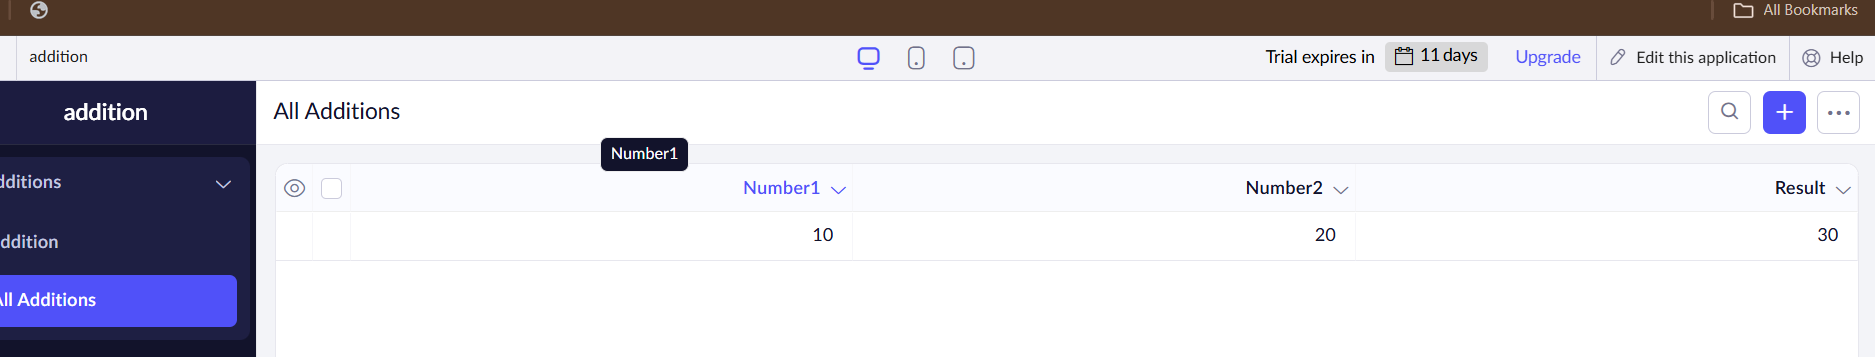 All Bookmarks
addition
Trial expires in 11 days Upgrade Edit this application Help
addition
All Additions
Number1
dditions
Number1 Number2 Result
ddition
10 20 30
All Additions